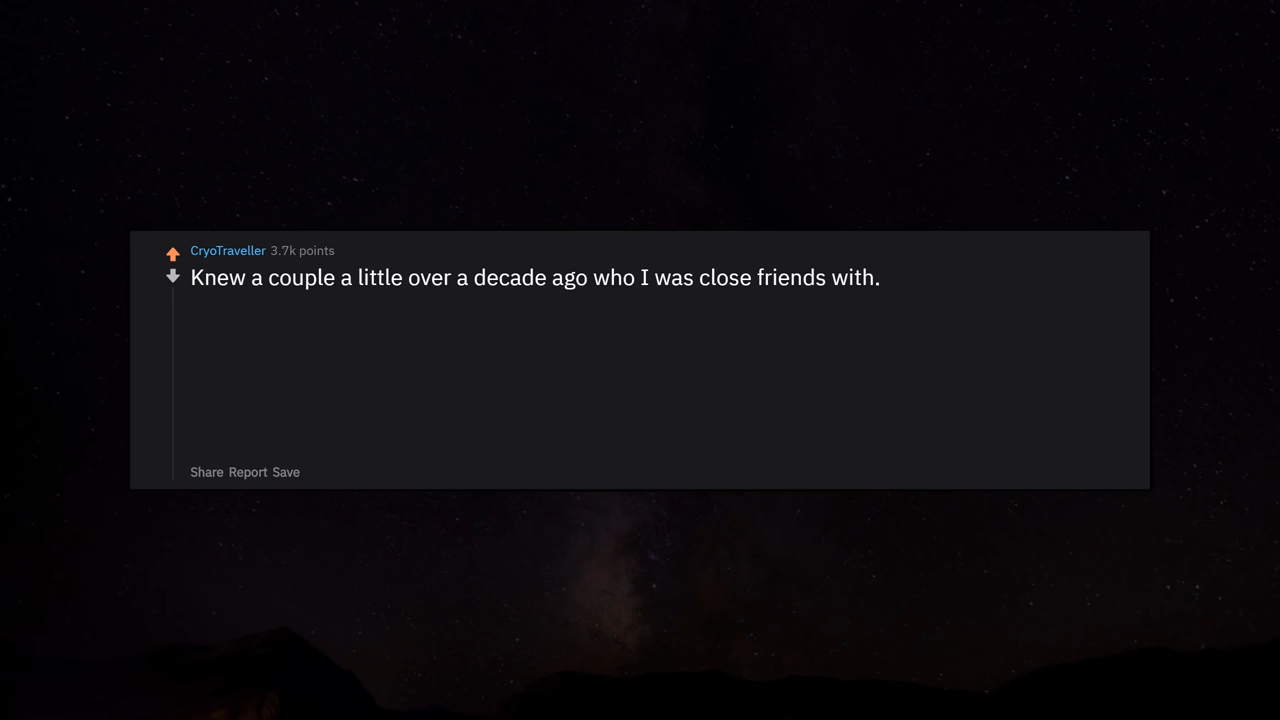 CryoTraveller 3.7k points
Knew a couple a little over a decade ago who I was close friends with.
Share Report Save